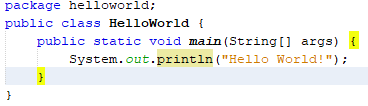 package helloworld;
public class HelloWorld {
    public static void main(String[] args) {
        System.out.println("Hello World!");
    }
}